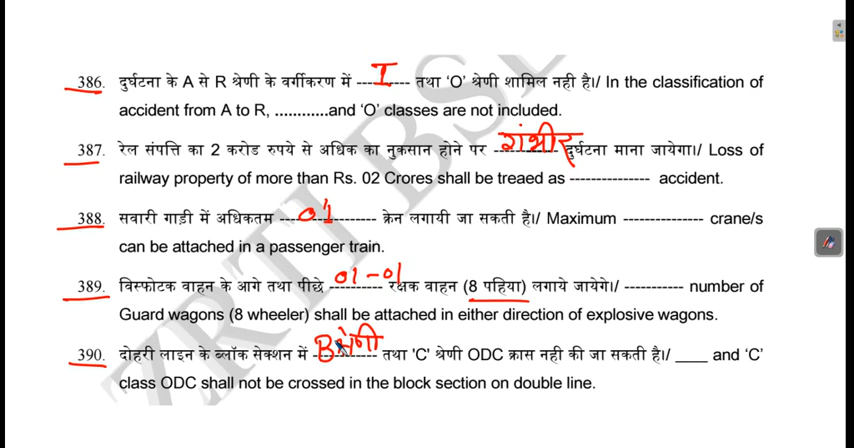 386. दुर्घटना के A से R श्रेणी के वर्गीकरण में ----I---- तथा 'O' श्रेणी शामिल नही है।/ In the classification of
accident from A to R, ............and 'O' classes are not included.
387. रेल संपत्ति का 2 करोड रुपये से अधिक का नुकसान होने पर ---गंभीर--- दुर्घटना माना जायेगा।/ Loss of
railway property of more than Rs. 02 Crores shall be treaed as --------------- accident.
388. सवारी गाड़ी में अधिकतम ----01-------- क्रेन लगायी जा सकती है।/ Maximum --------------- crane/s
can be attached in a passenger train.
389. विस्फोटक वाहन के आगे तथा पीछे 01-01 रक्षक वाहन (8 पहिया) लगाये जायेगे।/ ----------- number of
Guard wagons (8 wheeler) shall be attached in either direction of explosive wagons.
390. दोहरी लाइन के ब्लॉक सेक्शन में --B श्रेणी-- तथा 'C' श्रेणी ODC क्रास नही की जा सकती है।/ ____ and 'C'
class ODC shall not be crossed in the block section on double line.
ZRTI BSL